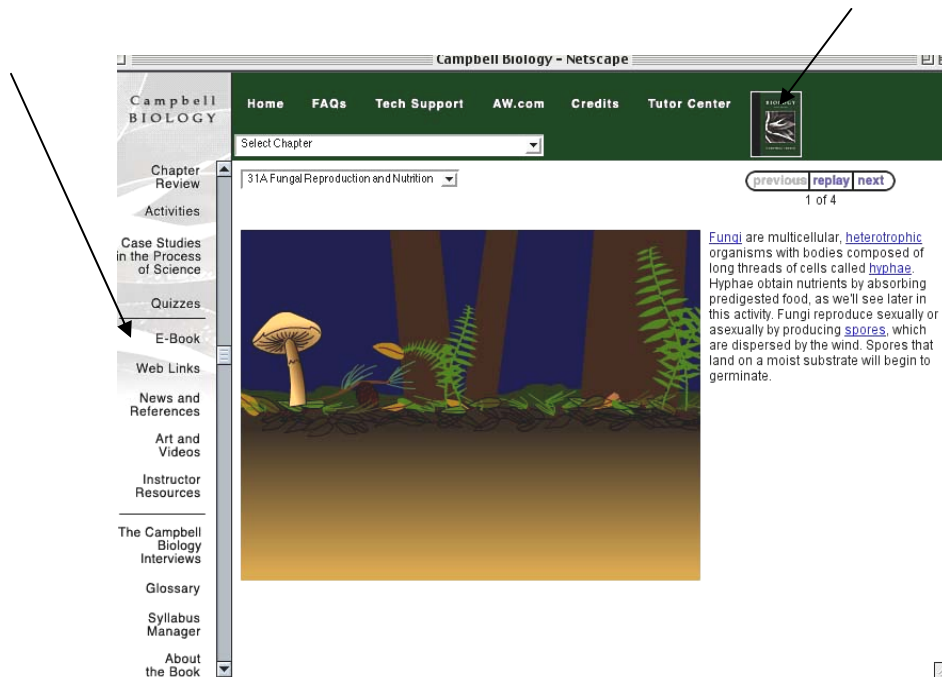 Campbell Biology - Netscape
Campbell
BIOLOGY
Home FAQs Tech Support AW.com Credits Tutor Center
BIOLOGY
Select Chapter
Chapter
Review
Activities
Case Studies
in the Process
of Science
Quizzes
E-Book
Web Links
News and
References
Art and
Videos
Instructor
Resources
The Campbell
Biology
Interviews
Glossary
Syllabus
Manager
About
the Book
31A Fungal Reproduction and Nutrition
previous replay next
1 of 4
Fungi are multicellular, heterotrophic
organisms with bodies composed of
long threads of cells called hyphae.
Hyphae obtain nutrients by absorbing
predigested food, as we'll see later in
this activity. Fungi reproduce sexually or
asexually by producing spores, which
are dispersed by the wind. Spores that
land on a moist substrate will begin to
germinate.